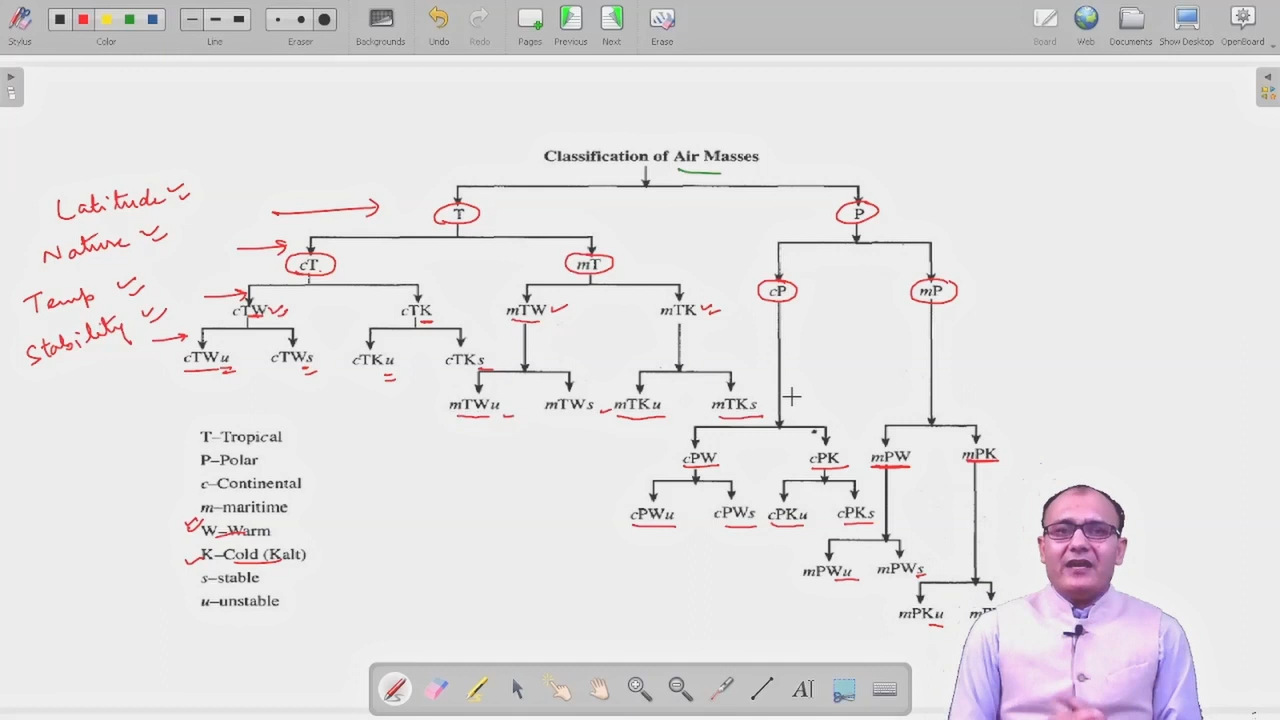 Stylus Color Line Eraser Backgrounds Undo Redo Pages Previous Next Erase Board Web Documents Show Desktop OpenBoard
Classification of Air Masses
Latitude
T P
Nature
cT mT cP mP
Temp
cTW cTK mTW mTK
Stability
cTWu cTWs cTKu cTKs
mTWu mTWs mTKu mTKs
T–Tropical
P–Polar
c–Continental
m–maritime
W–Warm
K–Cold (Kalt)
s–stable
u–unstable
cPW cPK mPW mPK
cPWu cPWs cPKu cPKs
mPWu mPWs
mPKu